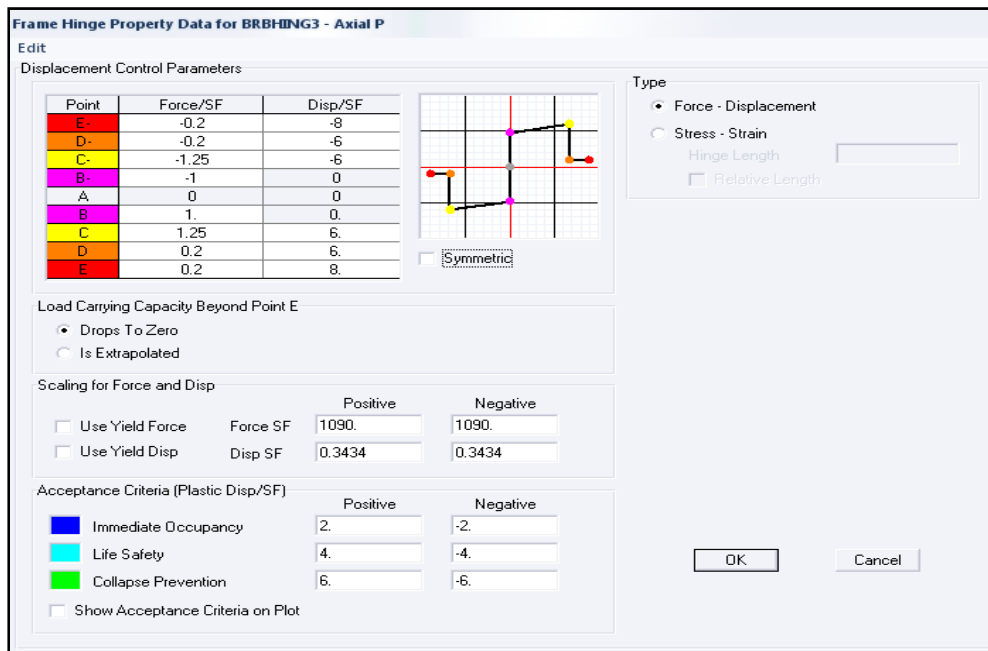 Frame Hinge Property Data for BRBHING3 - Axial P
Edit
Displacement Control Parameters
Point Force/SF Disp/SF
E- -0.2 -8
D- -0.2 -6
C- -1.25 -6
B- -1 0
A 0 0
B 1. 0.
C 1.25 6.
D 0.2 6.
E 0.2 8.
Symmetric
Type
Force - Displacement
Stress - Strain
Hinge Length
Relative Length
Load Carrying Capacity Beyond Point E
Drops To Zero
Is Extrapolated
Scaling for Force and Disp
Positive Negative
Use Yield Force Force SF 1090. 1090.
Use Yield Disp Disp SF 0.3434 0.3434
Acceptance Criteria (Plastic Disp/SF)
Positive Negative
Immediate Occupancy 2. -2.
Life Safety 4. -4.
Collapse Prevention 6. -6.
Show Acceptance Criteria on Plot
OK Cancel